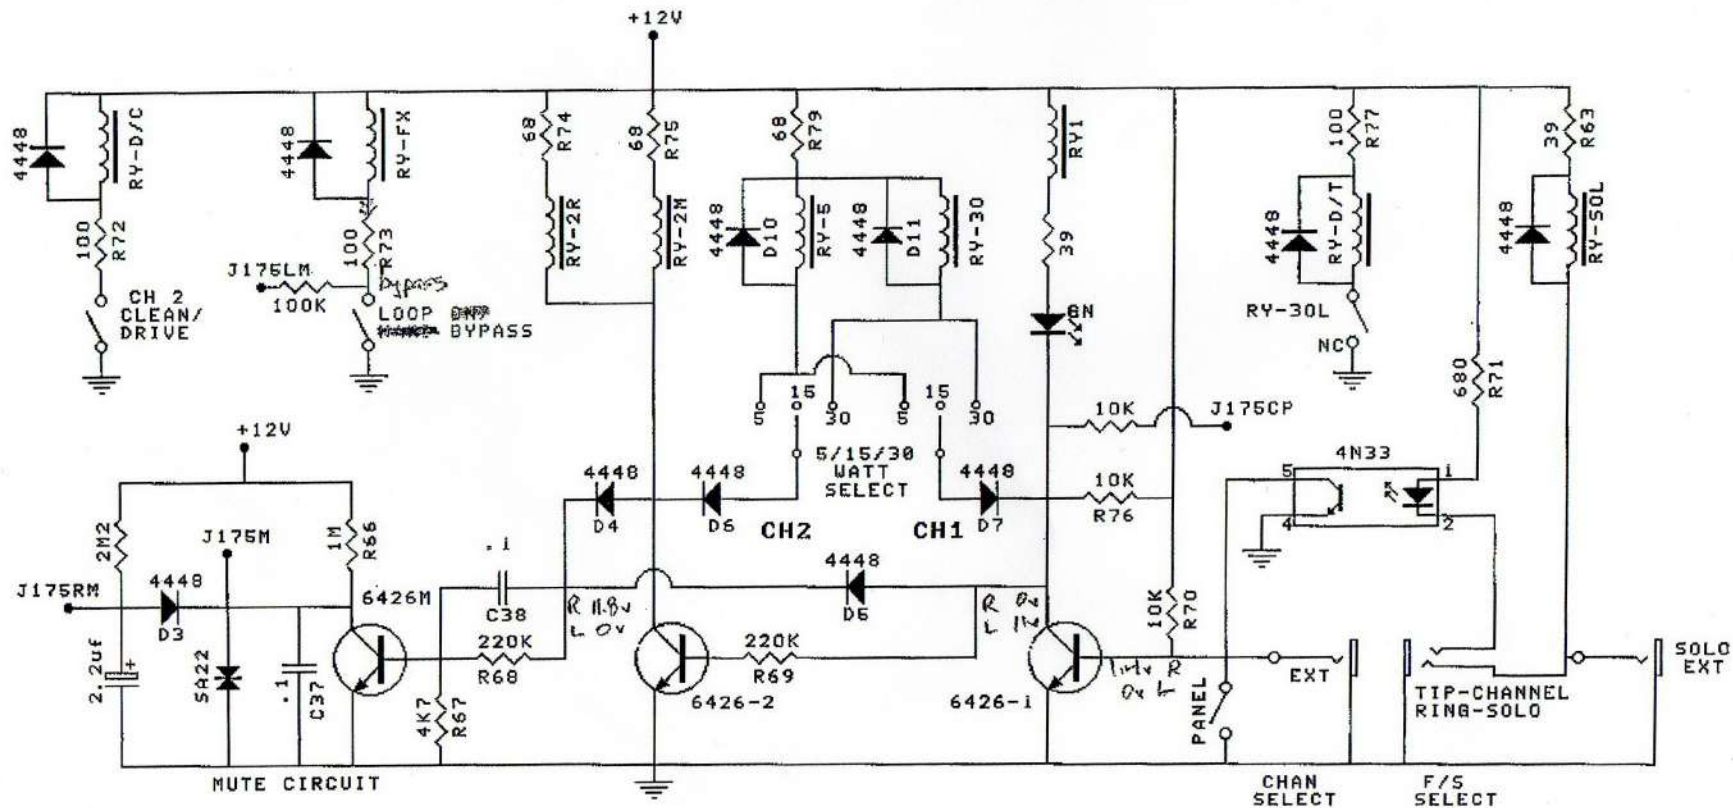 +12V
4448
RY-D/C
100
R72
CH 2
CLEAN/
DRIVE
4448
RY-FX
100
R73
J175LM
100K
bypass
LOOP
BYPASS
68
R74
RY-2R
68
R75
RY-2M
68
R79
4448
D10
RY-5
4448
D11
RY-30
RY1
39
GN
100
R77
4448
RY-D/T
RY-30L
NC
39
R63
4448
RY-SOL
680
R71
5
15
30
5
15
30
5/15/30
WATT
SELECT
10K
J175CP
10K
R76
4N33
5
4
1
2
+12V
2M2
J175M
1M
R66
J175RM
4448
D3
2.2uf
+
SA22
.1
C37
6426M
4448
D4
4448
D6
CH2
CH1
4448
D7
.1
C38
4448
D5
R 11.8v
L 0v
220K
R68
4K7
R67
220K
R69
6426-2
R 0v
L
6426-1
R
0v L
10K
R70
PANEL
EXT
TIP-CHANNEL
RING-SOLO
SOLO
EXT
MUTE CIRCUIT
CHAN
SELECT
F/S
SELECT